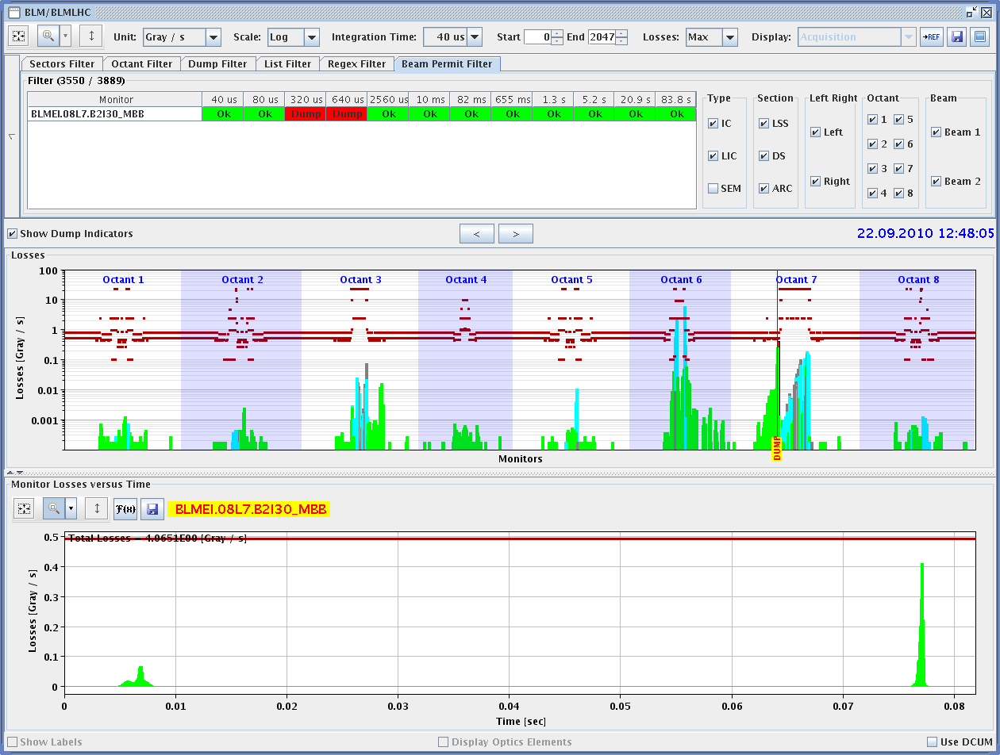 BLM/BLMLHC
Unit: Gray / s Scale: Log Integration Time: 40 us Start 0 End 2047 Losses: Max Display: Acquisition →REF
Sectors Filter Octant Filter Dump Filter List Filter Regex Filter Beam Permit Filter
Filter (3550 / 3889)
Monitor 40 us 80 us 320 us 640 us 2560 us 10 ms 82 ms 655 ms 1.3 s 5.2 s 20.9 s 83.8 s
BLMEI.08L7.B2I30_MBB Ok Ok Dump Dump Ok Ok Ok Ok Ok Ok Ok Ok
Type Section Left Right Octant Beam
IC LSS Left 1 5 Beam 1
LIC DS 2 6
SEM ARC Right 3 7 Beam 2
4 8
Show Dump Indicators < > 22.09.2010 12:48:05
Losses
Octant 1 Octant 2 Octant 3 Octant 4 Octant 5 Octant 6 Octant 7 Octant 8
Losses [Gray / s]
100
10
1
0.1
0.01
0.001
DUMP
Monitors
Monitor Losses versus Time
F(x) BLMEI.08L7.B2I30_MBB
Total Losses = 4.0651E00 [Gray / s]
Losses [Gray / s]
0.5
0.4
0.3
0.2
0.1
0
0 0.01 0.02 0.03 0.04 0.05 0.06 0.07 0.08
Time [sec]
Show Labels Display Optics Elements Use DCUM